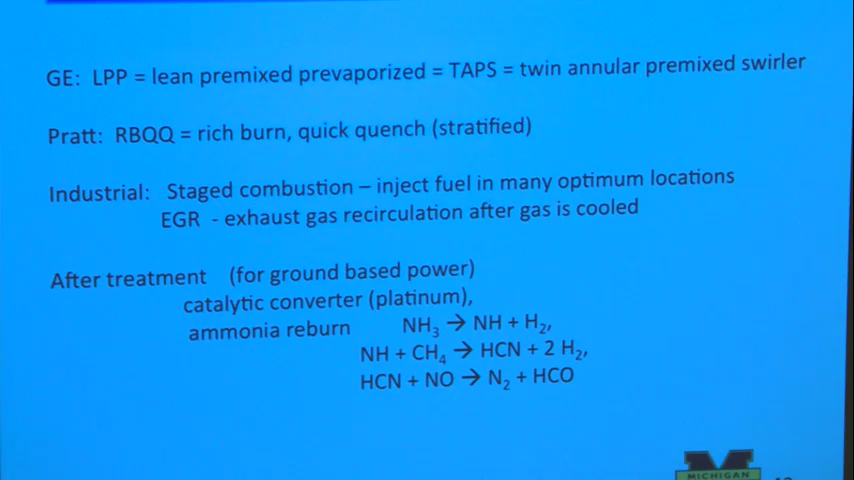 GE: LPP = lean premixed prevaporized = TAPS = twin annular premixed swirler
Pratt: RBQQ = rich burn, quick quench (stratified)
Industrial: Staged combustion – inject fuel in many optimum locations
EGR - exhaust gas recirculation after gas is cooled
After treatment (for ground based power)
catalytic converter (platinum),
ammonia reburn NH₃ → NH + H₂,
NH + CH₄ → HCN + 2 H₂,
HCN + NO → N₂ + HCO
M
MICHIGAN